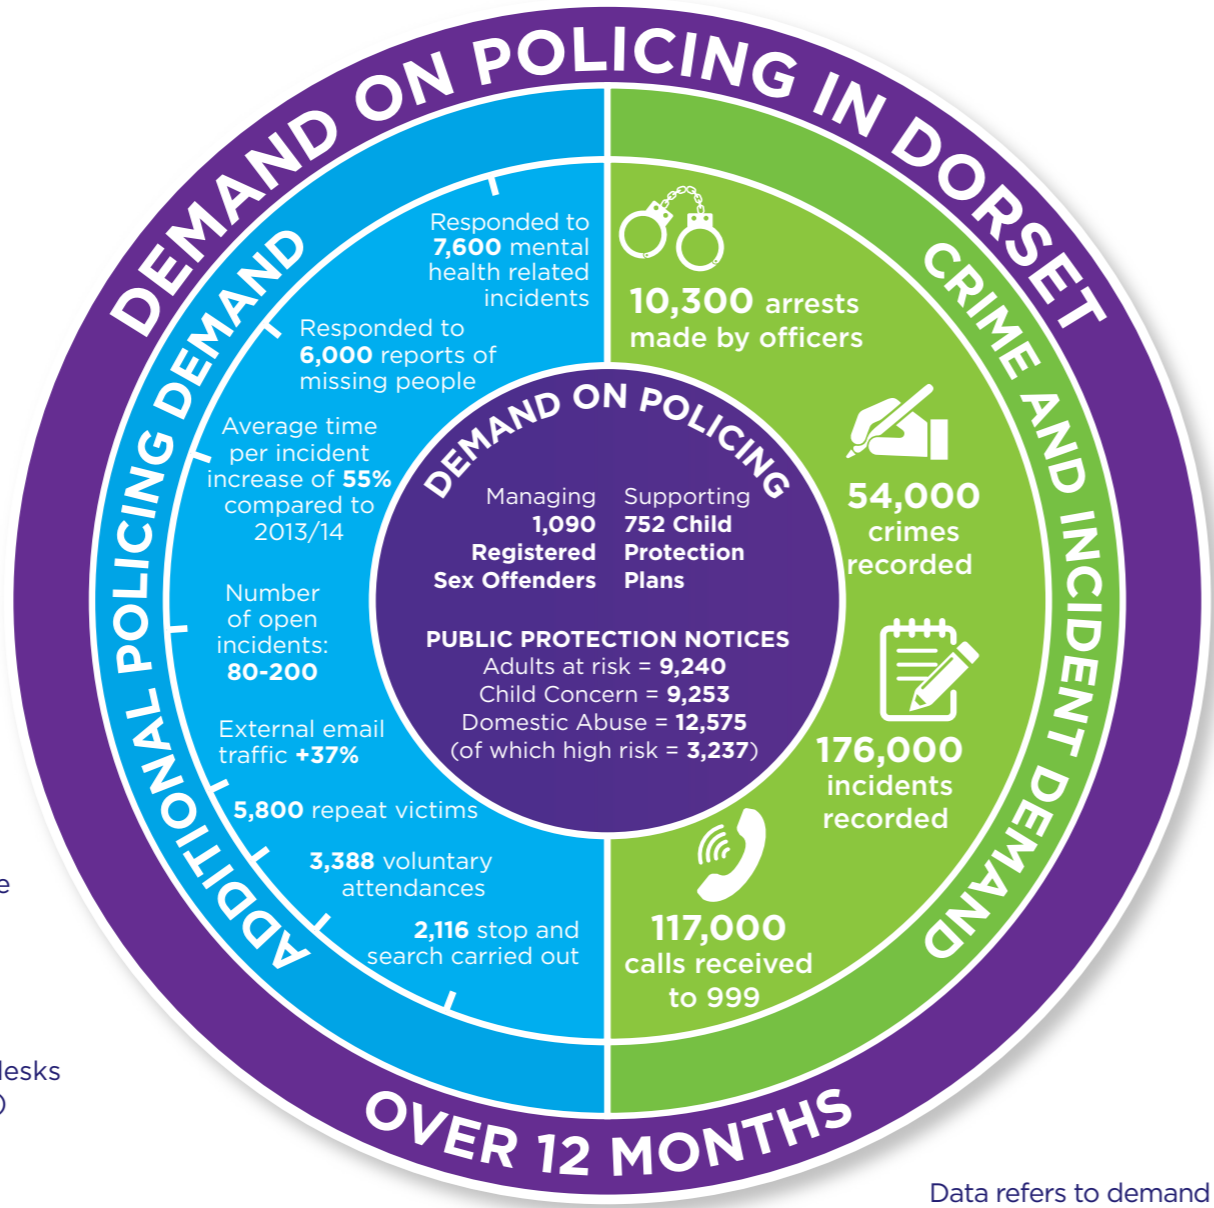 DEMAND ON POLICING IN DORSET
OVER 12 MONTHS
ADDITIONAL POLICING DEMAND
Responded to
7,600 mental
health related
incidents
Responded to
6,000 reports of
missing people
Average time
per incident
increase of 55%
compared to
2013/14
Number
of open
incidents:
80-200
External email
traffic +37%
5,800 repeat victims
3,388 voluntary
attendances
2,116 stop and
search carried out
CRIME AND INCIDENT DEMAND
10,300 arrests
made by officers
54,000
crimes
recorded
176,000
incidents
recorded
117,000
calls received
to 999
DEMAND ON POLICING
Managing
1,090
Registered
Sex Offenders
Supporting
752 Child
Protection
Plans
PUBLIC PROTECTION NOTICES
Adults at risk = 9,240
Child Concern = 9,253
Domestic Abuse = 12,575
(of which high risk = 3,237)
Data refers to demand